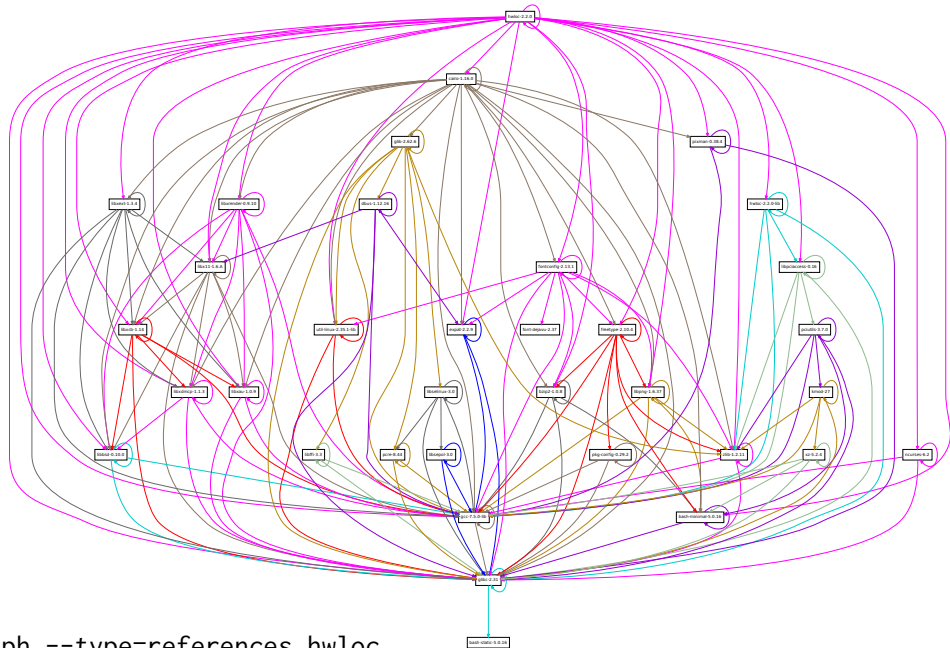 hwloc-2.2.0
cairo-1.16.0
glib-2.62.6
pixman-0.38.4
libxext-1.3.4
libxrender-0.9.10
dbus-1.12.16
hwloc-2.2.0-lib
libx11-1.6.9
fontconfig-2.13.1
libpciaccess-0.16
libxcb-1.14
util-linux-2.35.1-lib
expat-2.2.9
font-dejavu-2.37
freetype-2.10.4
pciutils-3.7.0
libxdmcp-1.1.3
libxau-1.0.9
libselinux-3.0
bzip2-1.0.8
libpng-1.6.37
kmod-27
libbsd-0.10.0
libffi-3.3
pcre-8.44
libsepol-3.0
pkg-config-0.29.2
zlib-1.2.11
xz-5.2.4
ncurses-6.2
gcc-7.5.0-lib
bash-minimal-5.0.16
glibc-2.31
bash-static-5.0.16
ph --type=references hwloc